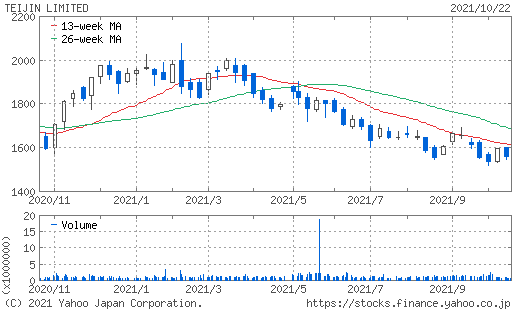 TEIJIN LIMITED 2021/10/22
2200
13-week MA
26-week MA
2000
1800
1600
1400
2020/11 2021/1 2021/3 2021/5 2021/7 2021/9
20
Volume
15
10
5
0
(x1000000)
2020/11 2021/1 2021/3 2021/5 2021/7 2021/9
(C) 2021 Yahoo Japan Corporation. https://stocks.finance.yahoo.co.jp/